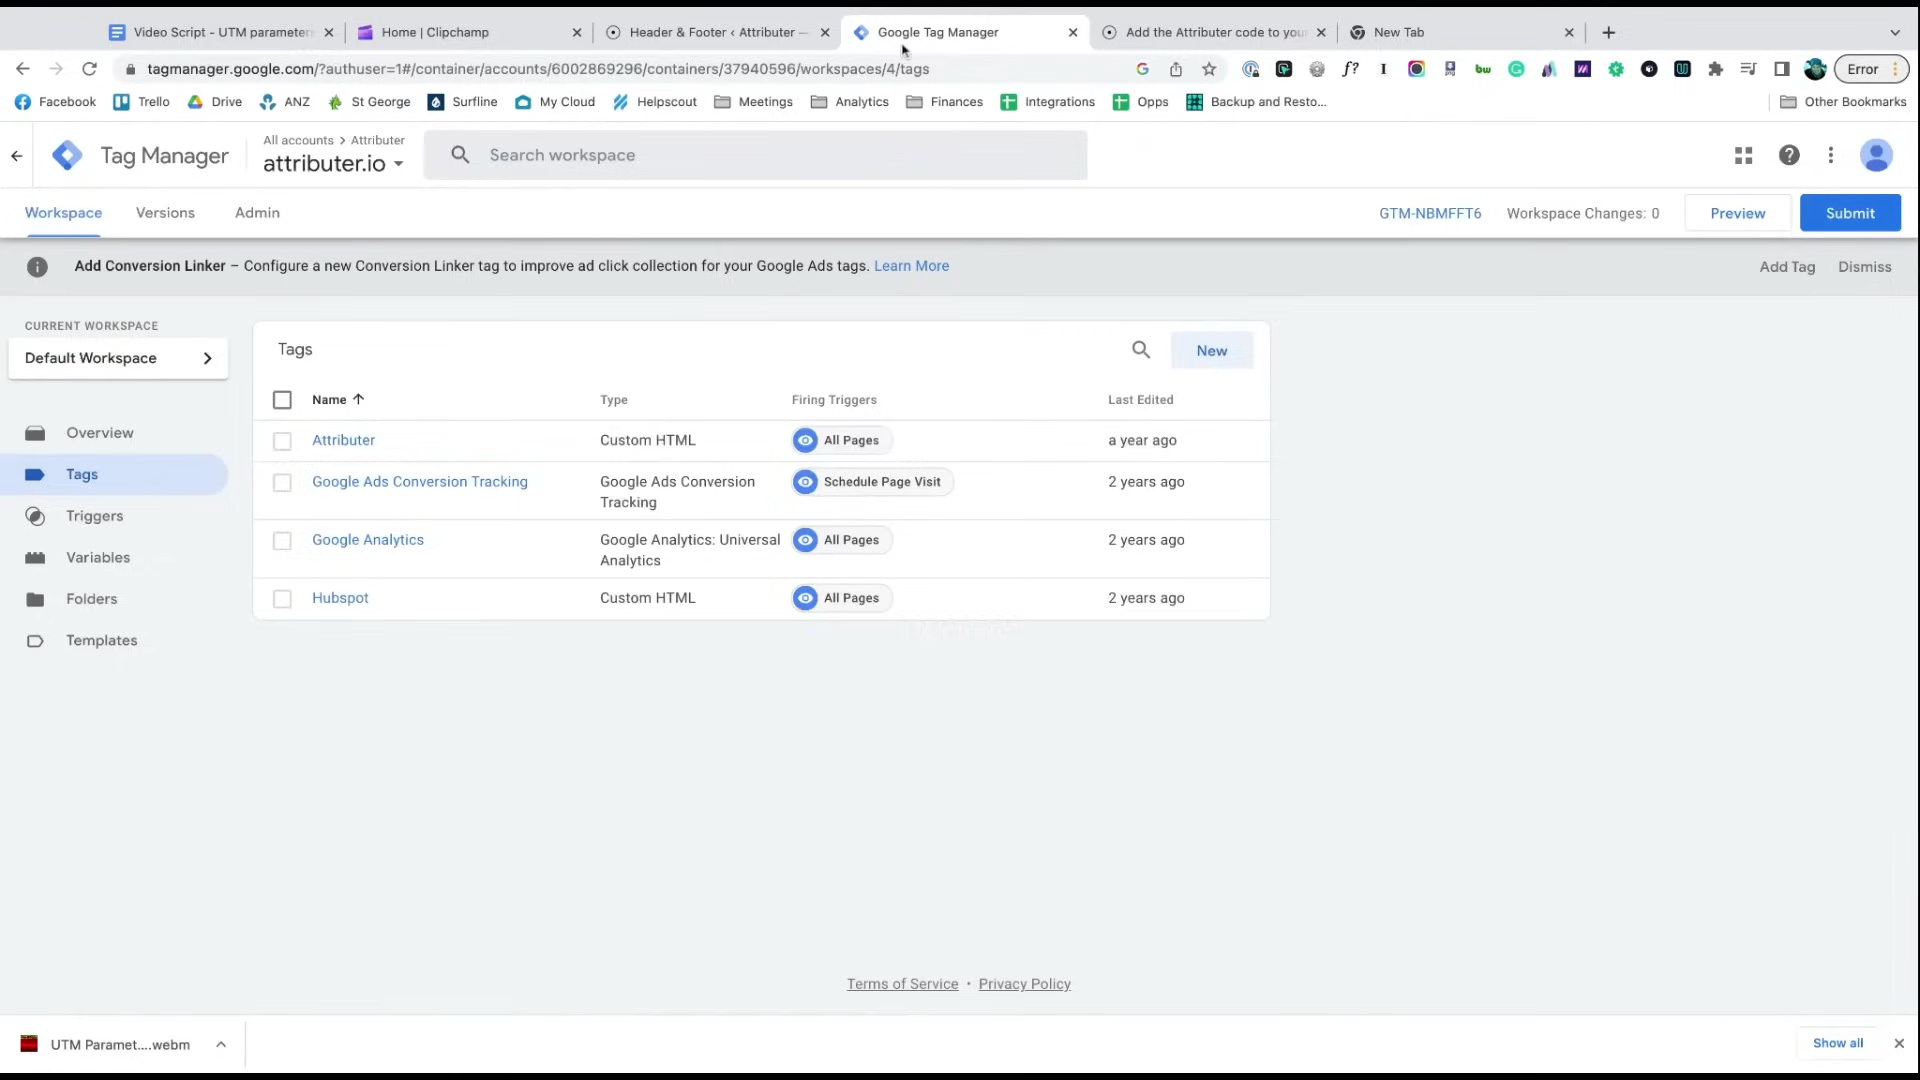 Video Script - UTM parameter
Home | Clipchamp
Header & Footer ‹ Attributer —
Google Tag Manager
Add the Attributer code to you
New Tab
tagmanager.google.com/?authuser=1#/container/accounts/6002869296/containers/37940596/workspaces/4/tags
Error
Facebook
Trello
Drive
ANZ
St George
Surfline
My Cloud
Helpscout
Meetings
Analytics
Finances
Integrations
Opps
Backup and Resto...
Other Bookmarks
Tag Manager
All accounts > Attributer
attributer.io
Search workspace
Workspace
Versions
Admin
GTM-NBMFFT6
Workspace Changes: 0
Preview
Submit
Add Conversion Linker – Configure a new Conversion Linker tag to improve ad click collection for your Google Ads tags. Learn More
Add Tag
Dismiss
CURRENT WORKSPACE
Default Workspace
Overview
Tags
Triggers
Variables
Folders
Templates
Tags
New
Name
Type
Firing Triggers
Last Edited
Attributer
Custom HTML
All Pages
a year ago
Google Ads Conversion Tracking
Google Ads Conversion
Tracking
Schedule Page Visit
2 years ago
Google Analytics
Google Analytics: Universal
Analytics
All Pages
2 years ago
Hubspot
Custom HTML
All Pages
2 years ago
Terms of Service • Privacy Policy
UTM Paramet....webm
Show all